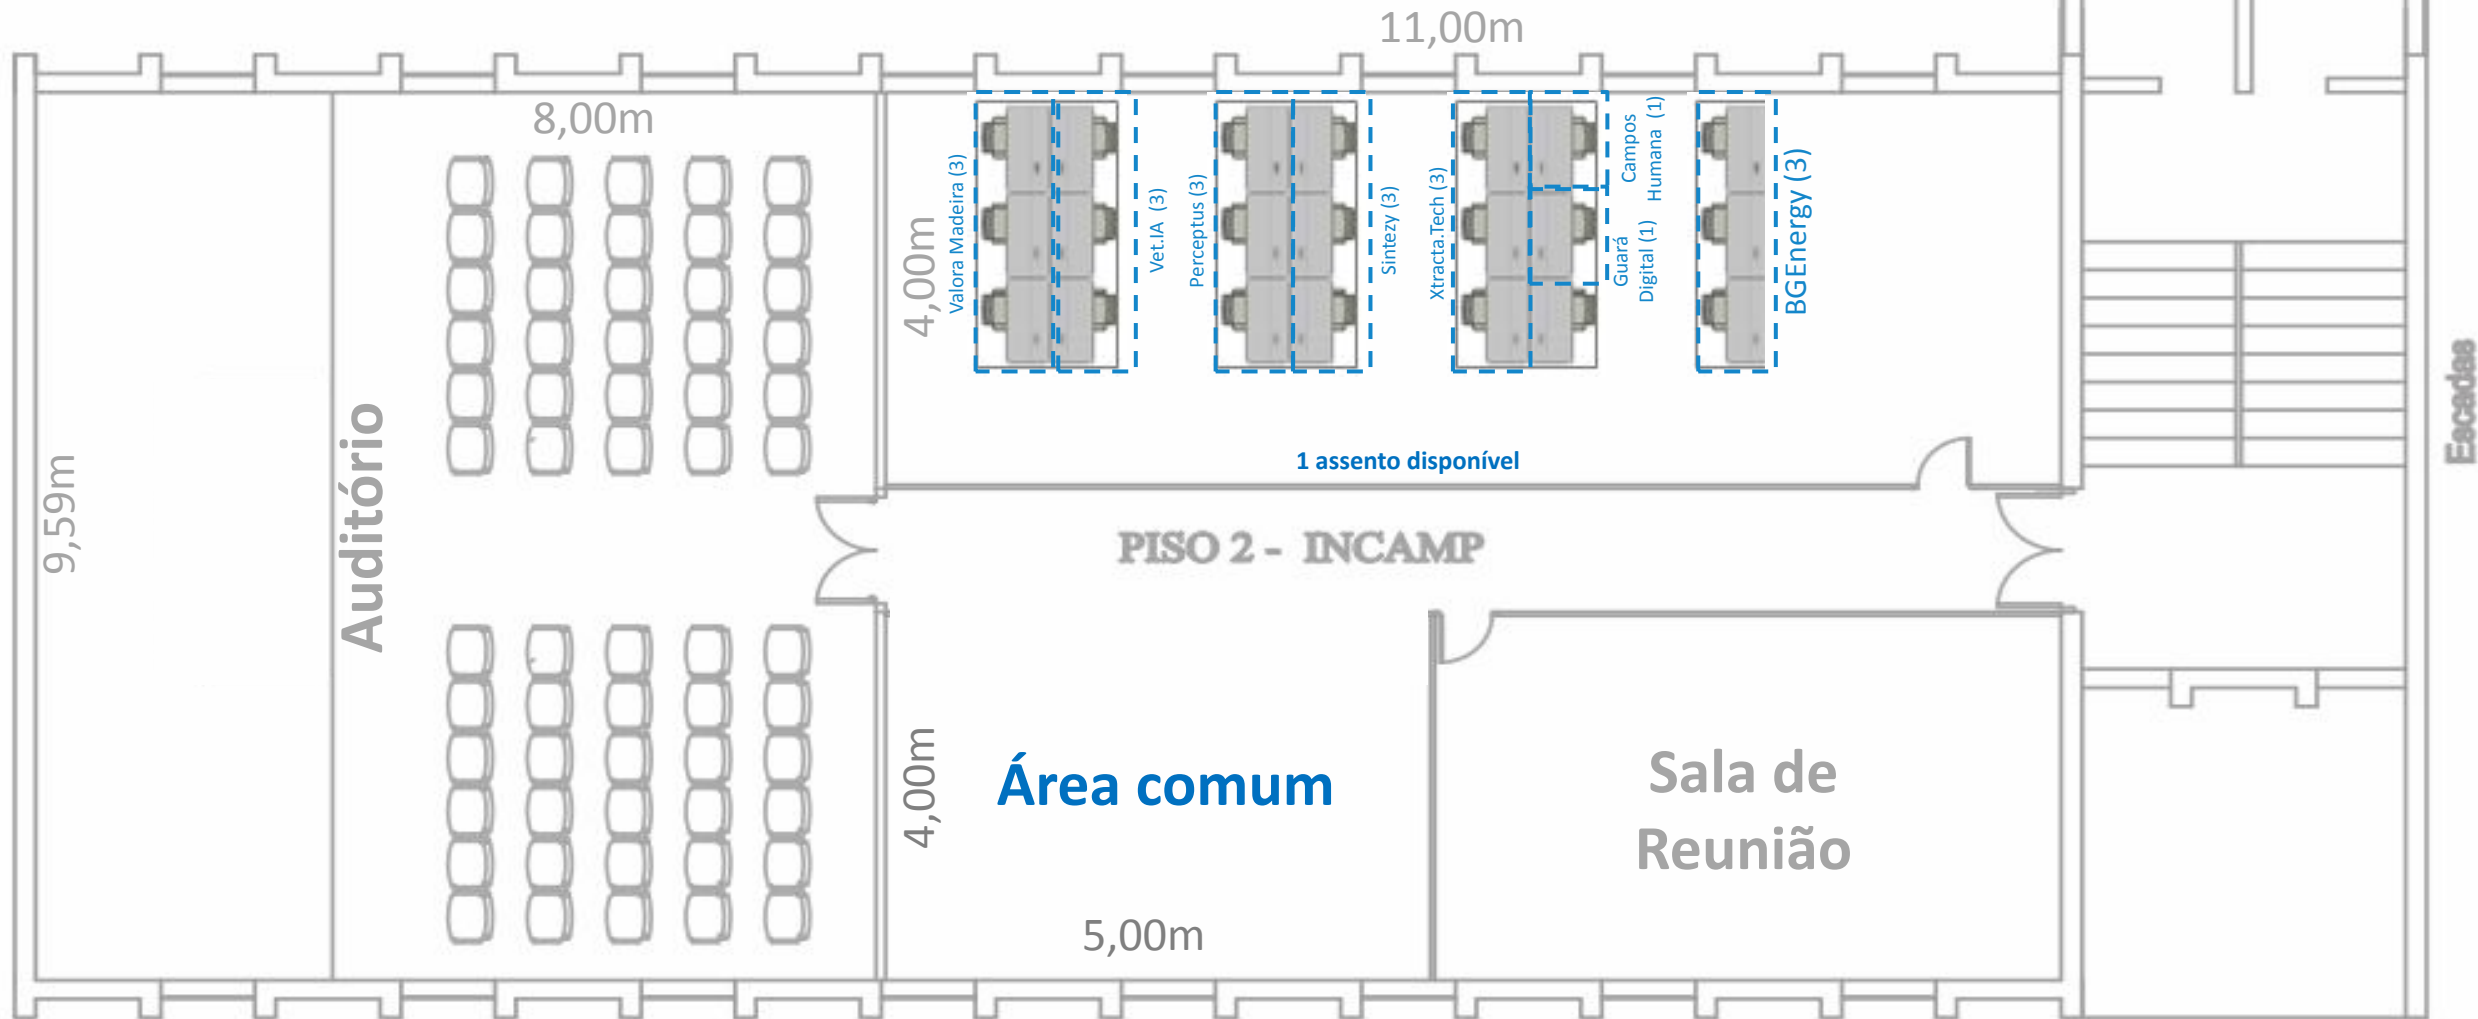 11,00m
8,00m
9,59m
Auditório
4,00m
Valora Madeira (3)
Vet.IA (3)
Perceptus (3)
Sintezy (3)
Xtracta.Tech (3)
Campos
Humana (1)
Guará
Digital (1)
BGEnergy (3)
1 assento disponível
Escadas
PISO 2 - INCAMP
4,00m
Área comum
5,00m
Sala de
Reunião